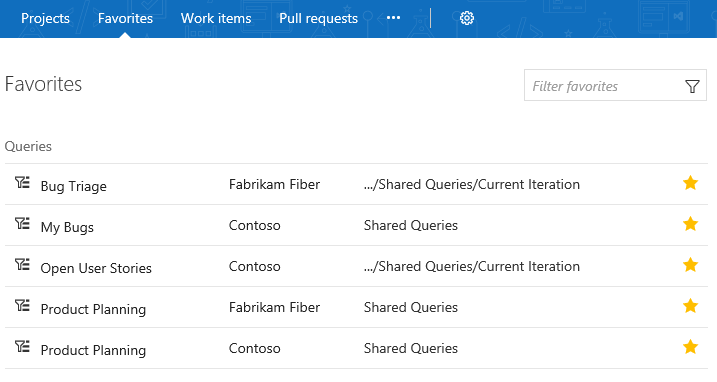 Projects Favorites Work items Pull requests ...
Favorites
Filter favorites
Queries
Bug Triage Fabrikam Fiber .../Shared Queries/Current Iteration
My Bugs Contoso Shared Queries
Open User Stories Contoso .../Shared Queries/Current Iteration
Product Planning Fabrikam Fiber Shared Queries
Product Planning Contoso Shared Queries